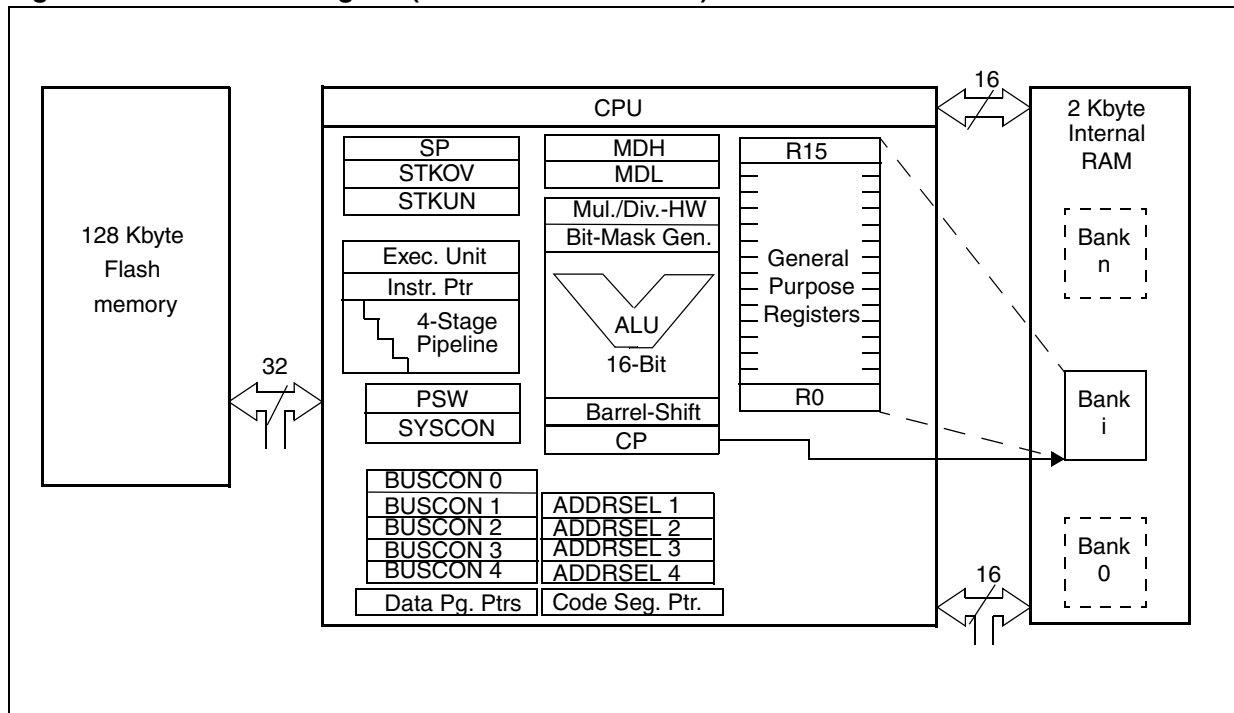 128 Kbyte
Flash
memory
32
CPU
SP
STKOV
STKUN
Exec. Unit
Instr. Ptr
4-Stage
Pipeline
PSW
SYSCON
BUSCON 0
BUSCON 1
BUSCON 2
BUSCON 3
BUSCON 4
Data Pg. Ptrs
MDH
MDL
Mul./Div.-HW
Bit-Mask Gen.
ALU
16-Bit
Barrel-Shift
CP
ADDRSEL 1
ADDRSEL 2
ADDRSEL 3
ADDRSEL 4
Code Seg. Ptr.
R15
General
Purpose
Registers
R0
16
16
2 Kbyte
Internal
RAM
Bank
n
Bank
i
Bank
0